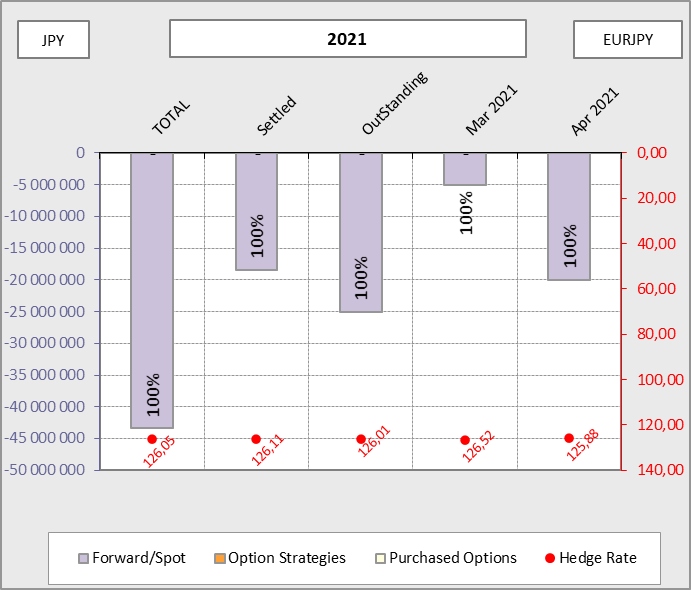 JPY
2021
EURJPY
TOTAL
Settled
OutStanding
Mar 2021
Apr 2021
0
-5 000 000
-10 000 000
-15 000 000
-20 000 000
-25 000 000
-30 000 000
-35 000 000
-40 000 000
-45 000 000
-50 000 000
0,00
20,00
40,00
60,00
80,00
100,00
120,00
140,00
100%
100%
100%
100%
100%
126,05
126,11
126,01
126,52
125,88
Forward/Spot
Option Strategies
Purchased Options
Hedge Rate